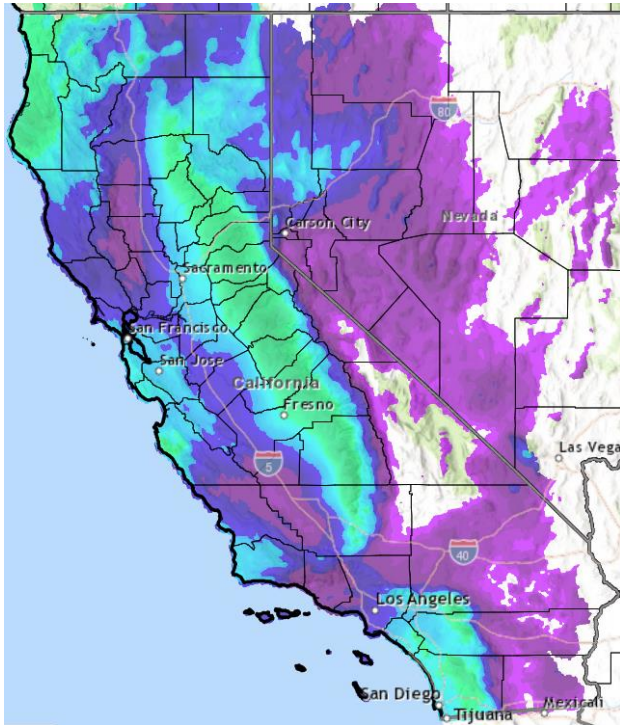 80
Carson City
Nevada
Sacramento
San Francisco
San Jose
California
Fresno
5
Las Vega
40
Los Angeles
San Diego
Tijuana
Mexicali